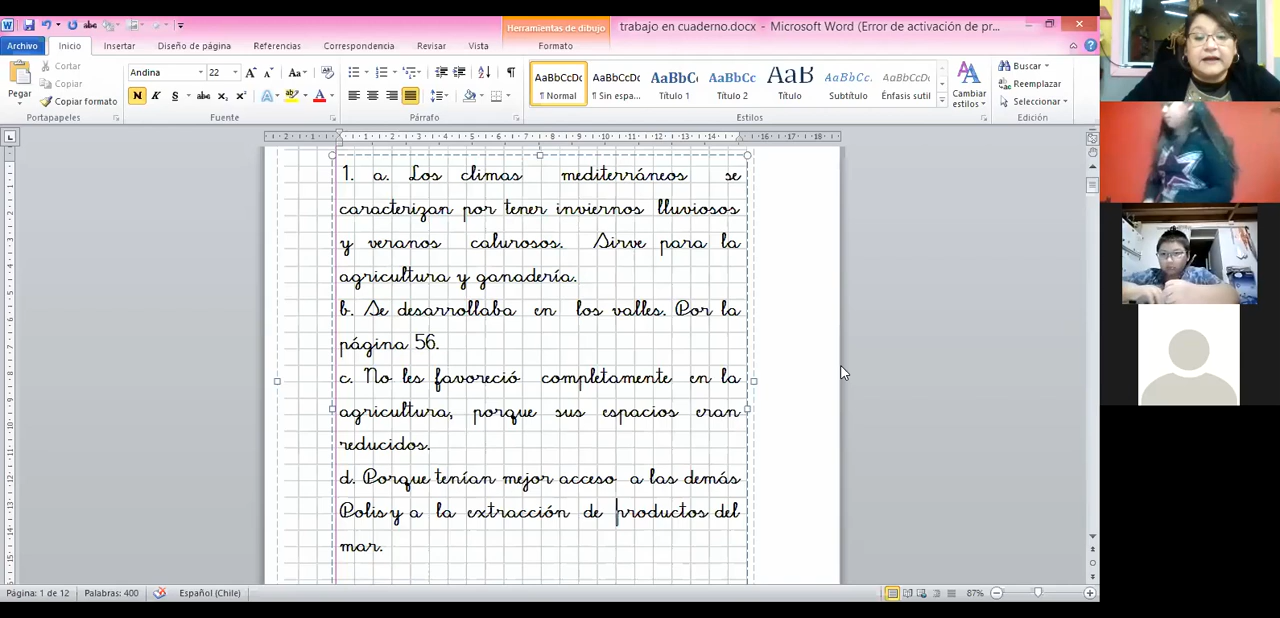 Herramientas de dibujo
trabajo en cuaderno.docx - Microsoft Word (Error de activación de pr...
Archivo Inicio Insertar Diseño de página Referencias Correspondencia Revisar Vista Formato
Pegar
Cortar
Copiar
Copiar formato
Portapapeles
Andina 22
Fuente
Párrafo
AaBbCcDc AaBbCcDc AaBbC AaBbCc AaB AaBbCc. AaBbCcDc
¶ Normal ¶ Sin espa... Título 1 Título 2 Título Subtítulo Énfasis sutil
Cambiar estilos
Estilos
Buscar
Reemplazar
Seleccionar
Edición
1. a. Los climas mediterráneos se
caracterizan por tener inviernos lluviosos
y veranos calurosos. Sirve para la
agricultura y ganadería.
b. Se desarrollaba en los valles. Por la
página 56.
c. No les favoreció completamente en la
agricultura, porque sus espacios eran
reducidos.
d. Porque tenían mejor acceso a las demás
Polis y a la extracción de productos del
mar.
Página: 1 de 12 Palabras: 400 Español (Chile) 87%